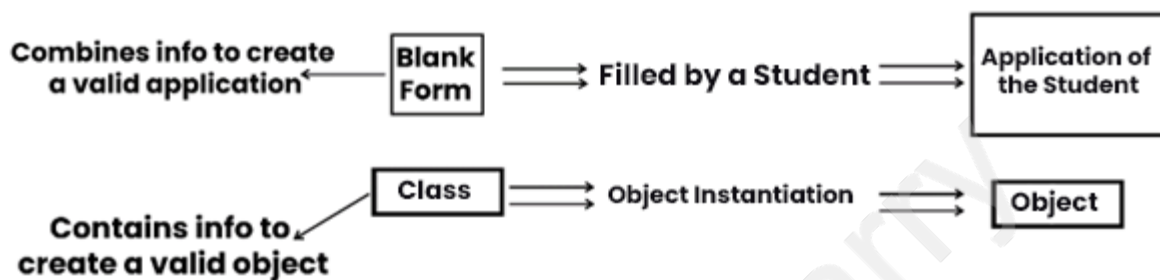 Combines info to create
a valid application
Blank
Form
Filled by a Student
Application of
the Student
Class
Object Instantiation
Object
Contains info to
create a valid object